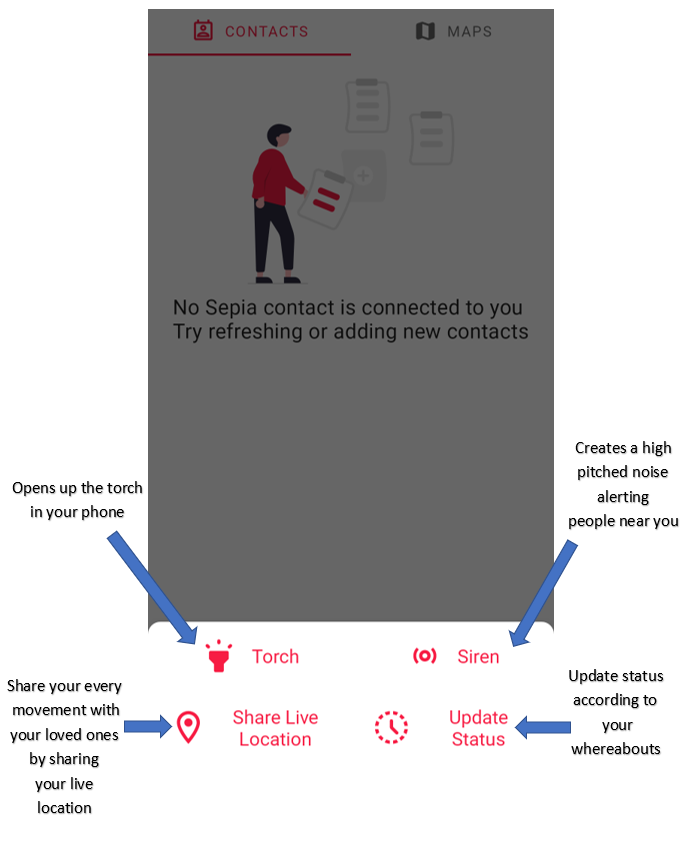 CONTACTS
MAPS
No Sepia contact is connected to you
Try refreshing or adding new contacts
Creates a high
pitched noise
alerting
people near you
Opens up the torch
in your phone
Torch
Siren
Share your every
movement with
your loved ones
by sharing
your live
location
Share Live
Location
Update
Status
Update status
according to
your
whereabouts